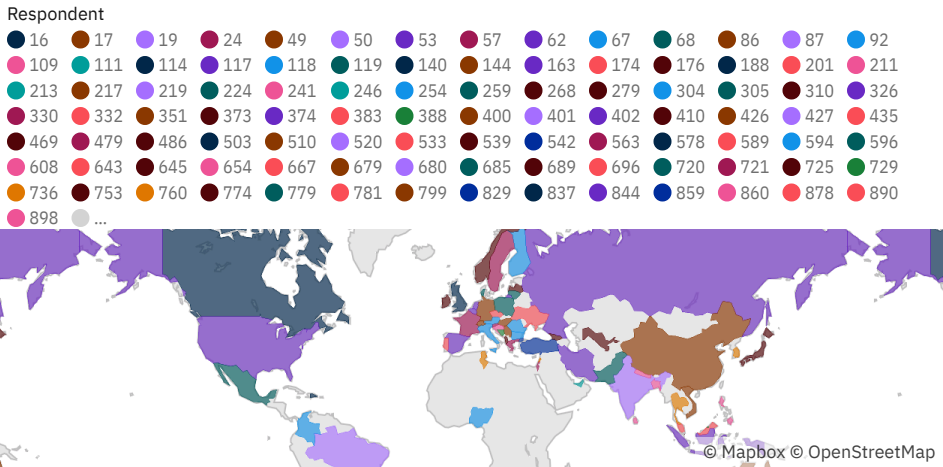 Respondent
16 17 19 24 49 50 53 57 62 67 68 86 87 92
109 111 114 117 118 119 140 144 163 174 176 188 201 211
213 217 219 224 241 246 254 259 268 279 304 305 310 326
330 332 351 373 374 383 388 400 401 402 410 426 427 435
469 479 486 503 510 520 533 539 542 563 578 589 594 596
608 643 645 654 667 679 680 685 689 696 720 721 725 729
736 753 760 774 779 781 799 829 837 844 859 860 878 890
898 ...
© Mapbox © OpenStreetMap